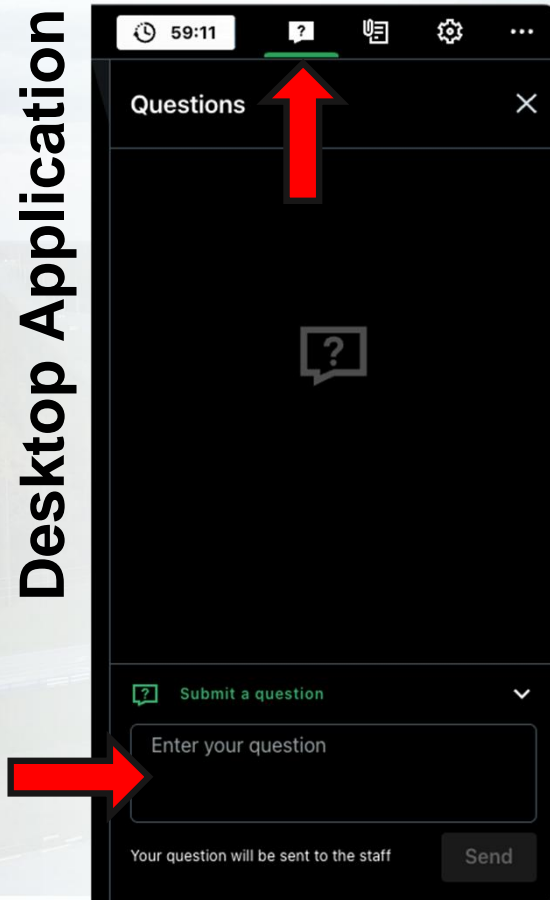 Desktop Application
59:11
Questions
?
Submit a question
Enter your question
Your question will be sent to the staff
Send